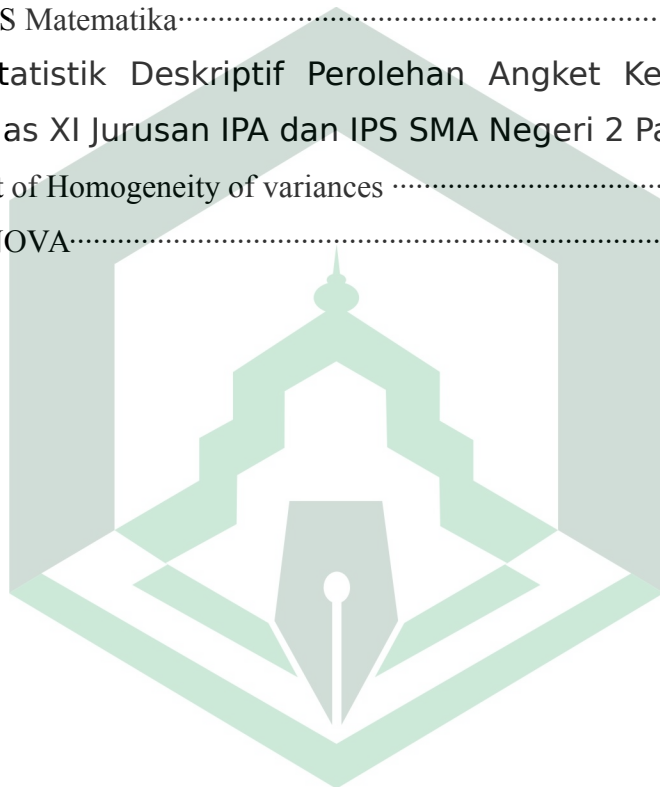 S Matematika
tatistik Deskriptif Perolehan Angket Ke
as XI Jurusan IPA dan IPS SMA Negeri 2 Pa
t of Homogeneity of variances
NOVA